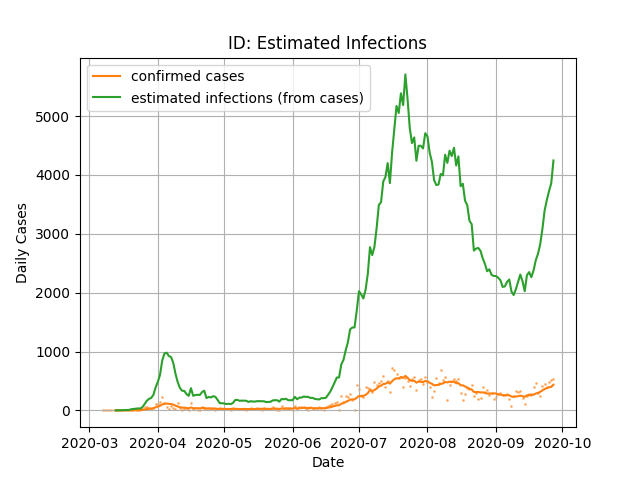 ID: Estimated Infections
confirmed cases
estimated infections (from cases)
Daily Cases
5000
4000
3000
2000
1000
0
2020-03 2020-04 2020-05 2020-06 2020-07 2020-08 2020-09 2020-10
Date